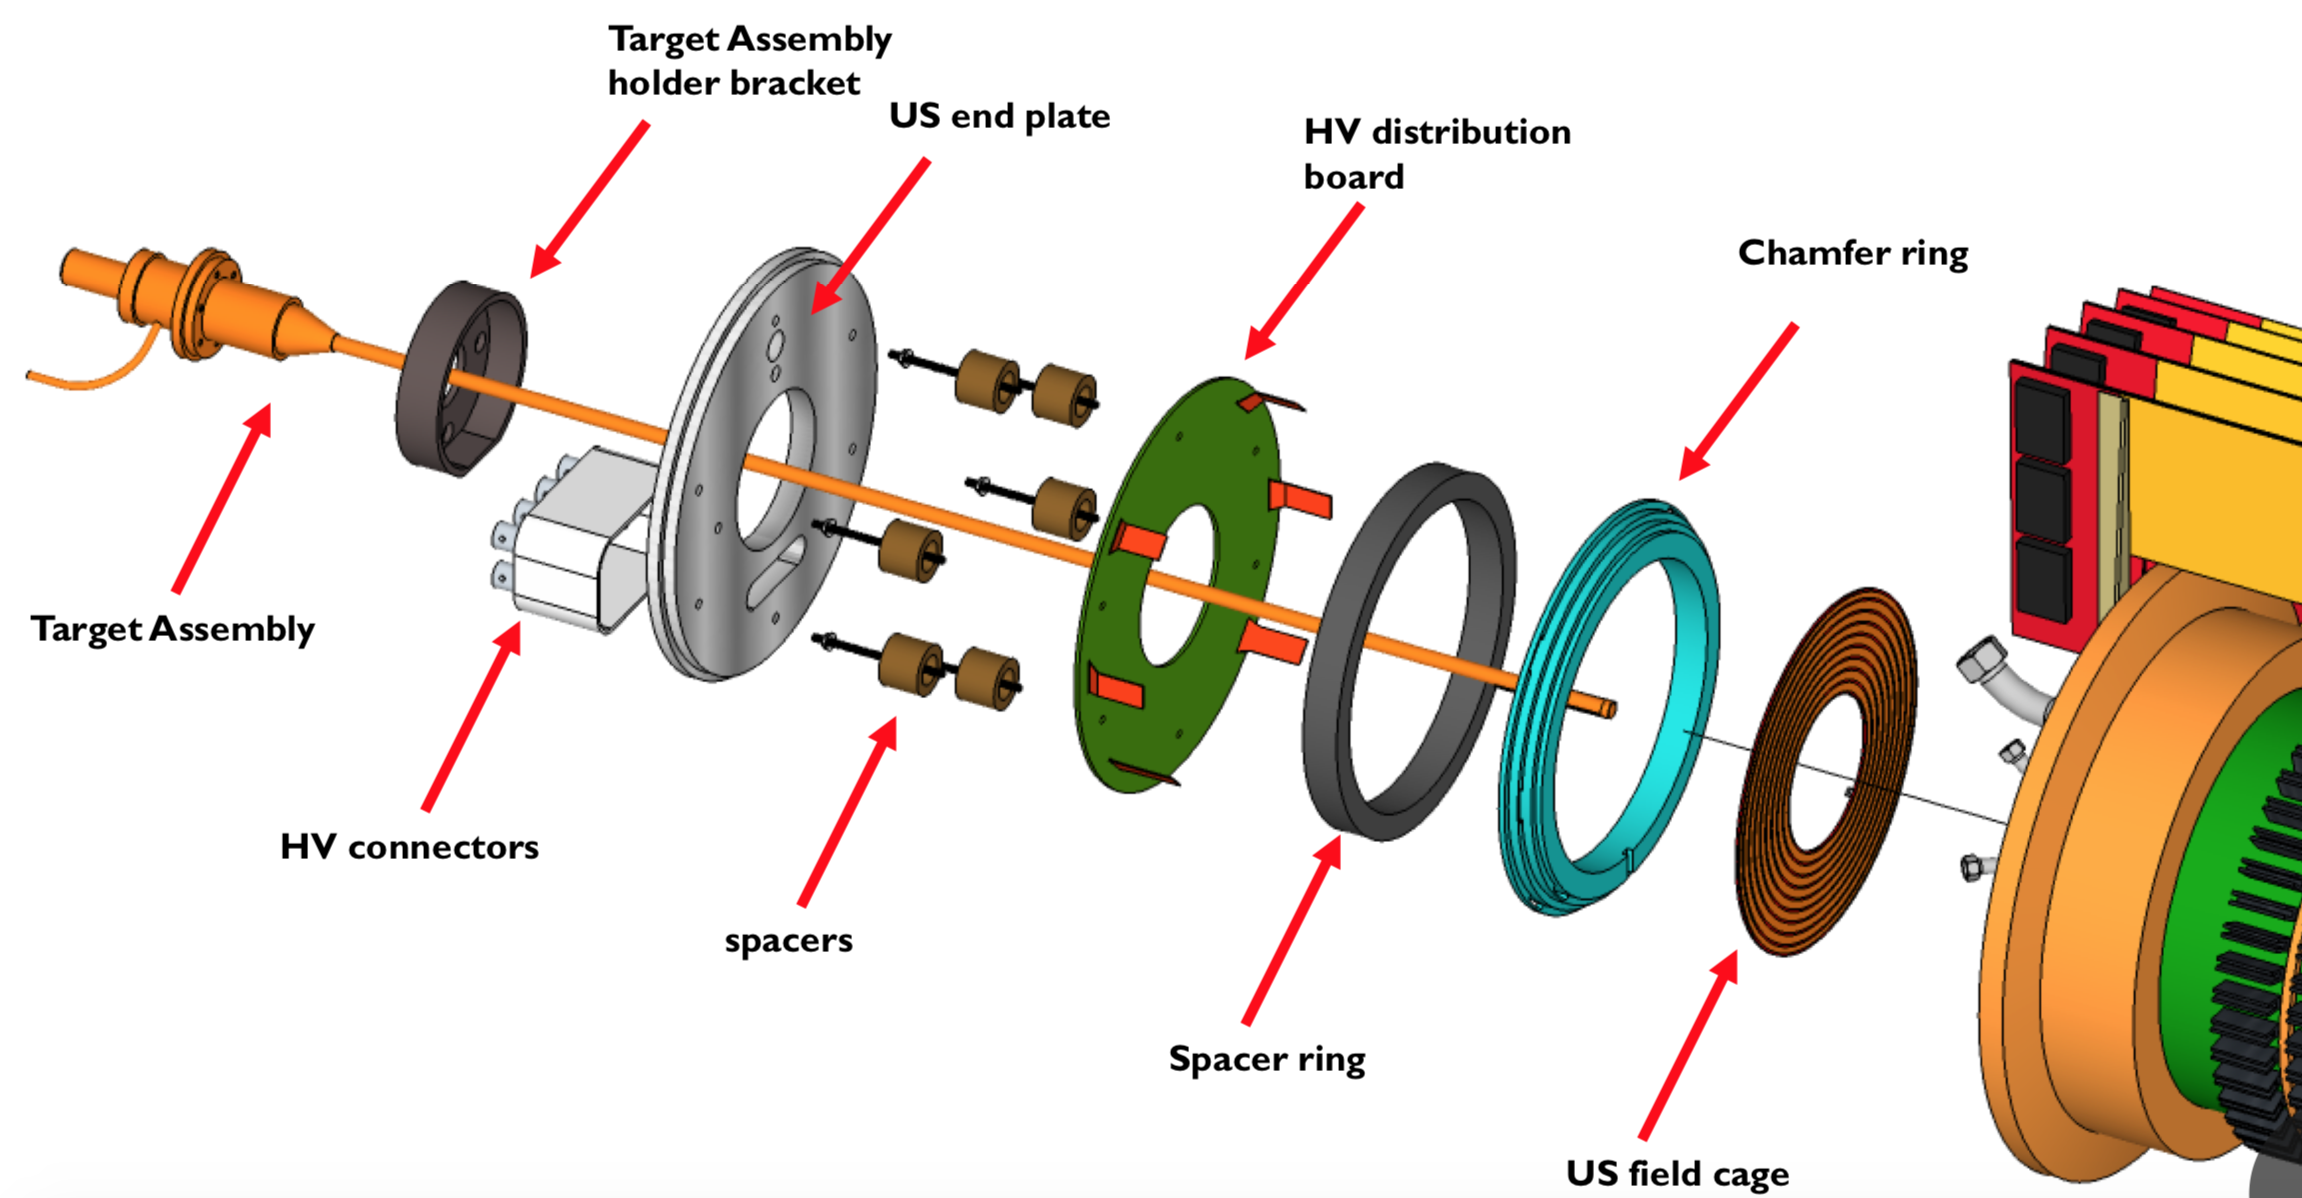 Target Assembly
holder bracket
US end plate
HV distribution
board
Chamfer ring
Target Assembly
HV connectors
spacers
Spacer ring
US field cage